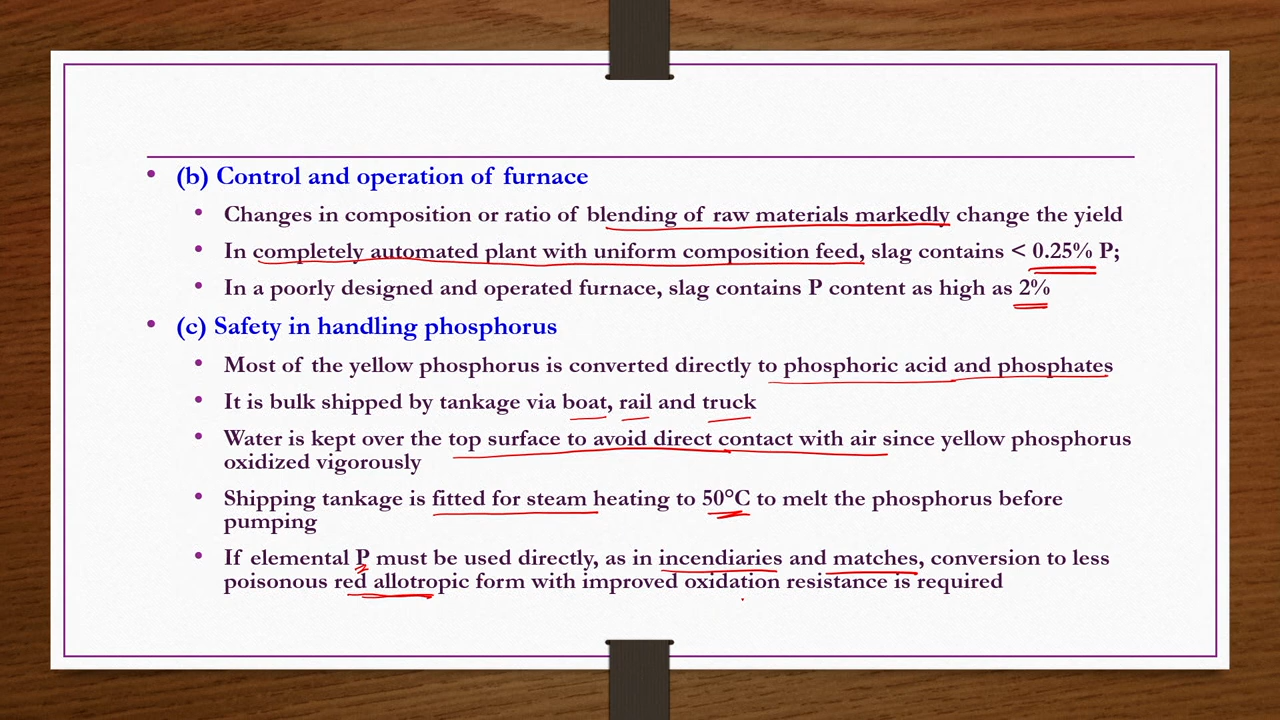 • (b) Control and operation of furnace
• Changes in composition or ratio of blending of raw materials markedly change the yield
• In completely automated plant with uniform composition feed, slag contains < 0.25% P;
• In a poorly designed and operated furnace, slag contains P content as high as 2%
• (c) Safety in handling phosphorus
• Most of the yellow phosphorus is converted directly to phosphoric acid and phosphates
• It is bulk shipped by tankage via boat, rail and truck
• Water is kept over the top surface to avoid direct contact with air since yellow phosphorus
oxidized vigorously
• Shipping tankage is fitted for steam heating to 50°C to melt the phosphorus before
pumping
• If elemental P must be used directly, as in incendiaries and matches, conversion to less
poisonous red allotropic form with improved oxidation resistance is required